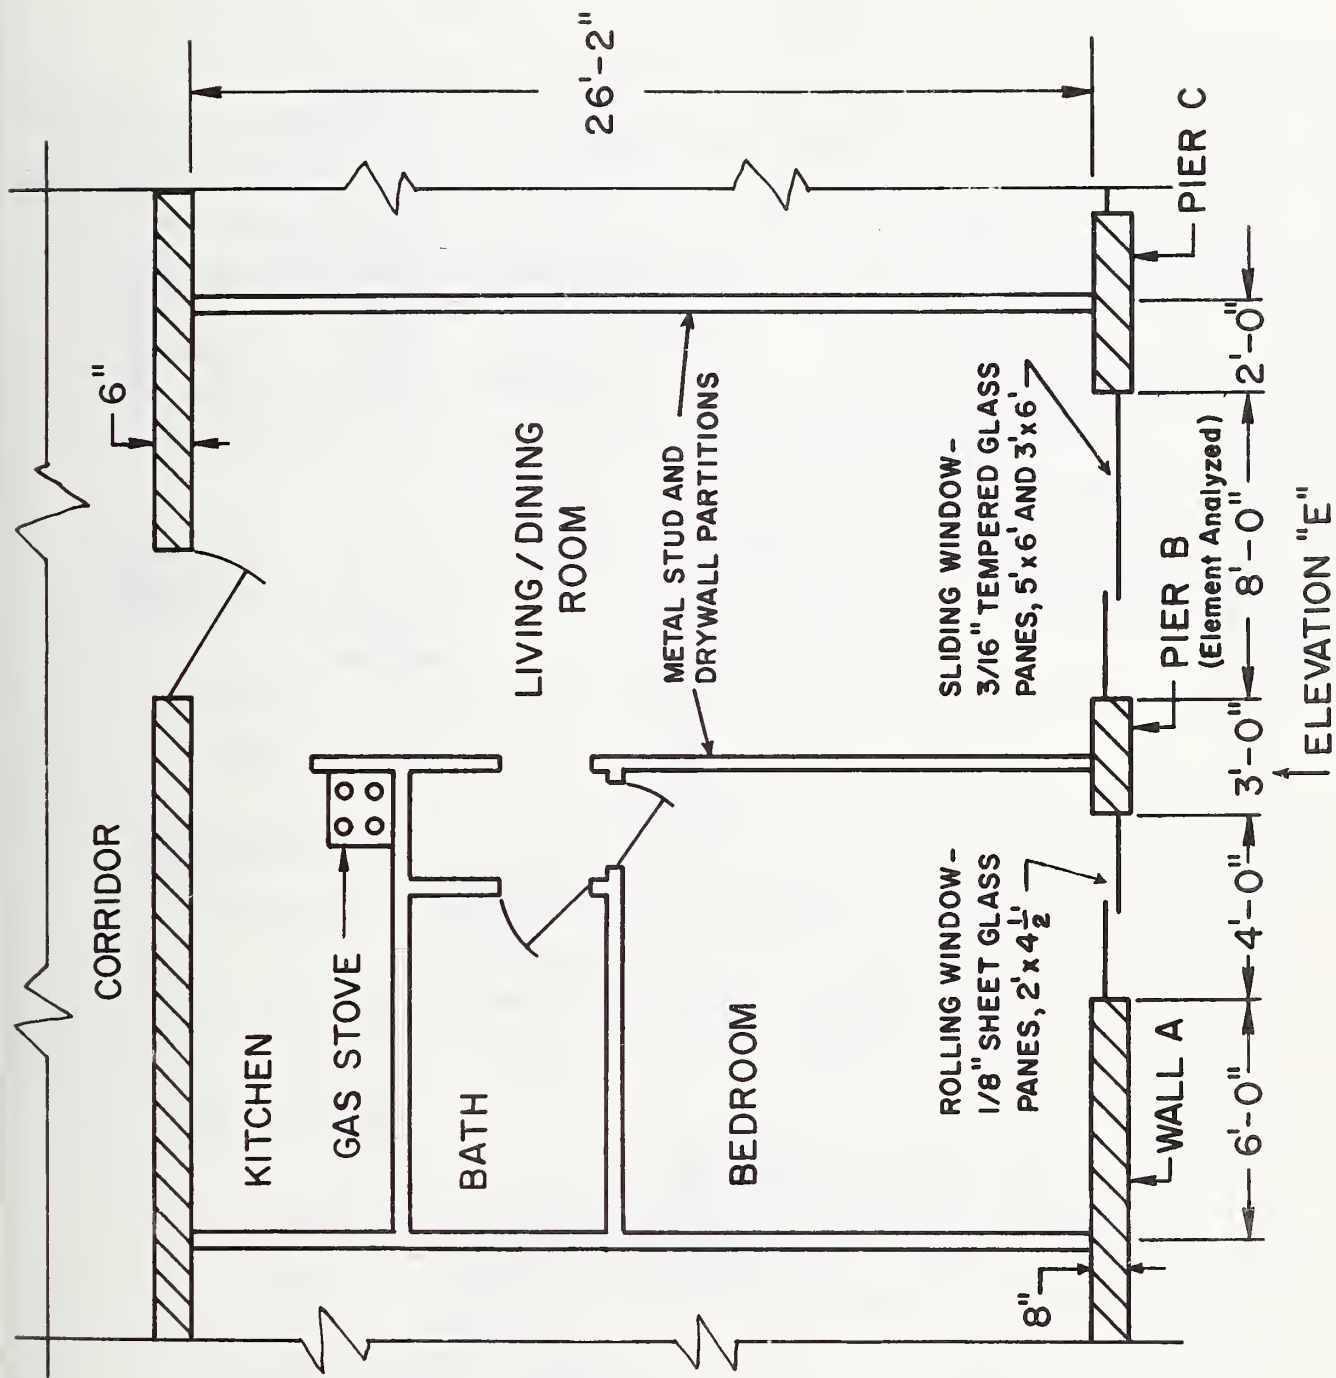 CORRIDOR
6"
26'-2"
KITCHEN
GAS STOVE
BATH
LIVING/DINING
ROOM
METAL STUD AND
DRYWALL PARTITIONS
BEDROOM
ROLLING WINDOW-
1/8" SHEET GLASS
PANES, 2'x 4½'
SLIDING WINDOW-
3/16" TEMPERED GLASS
PANES, 5'x6' AND 3'x6'
8"
WALL A
PIER B
(Element Analyzed)
PIER C
6'-0"
4'-0"
3'-0"
8'-0"
2'-0"
ELEVATION "E"